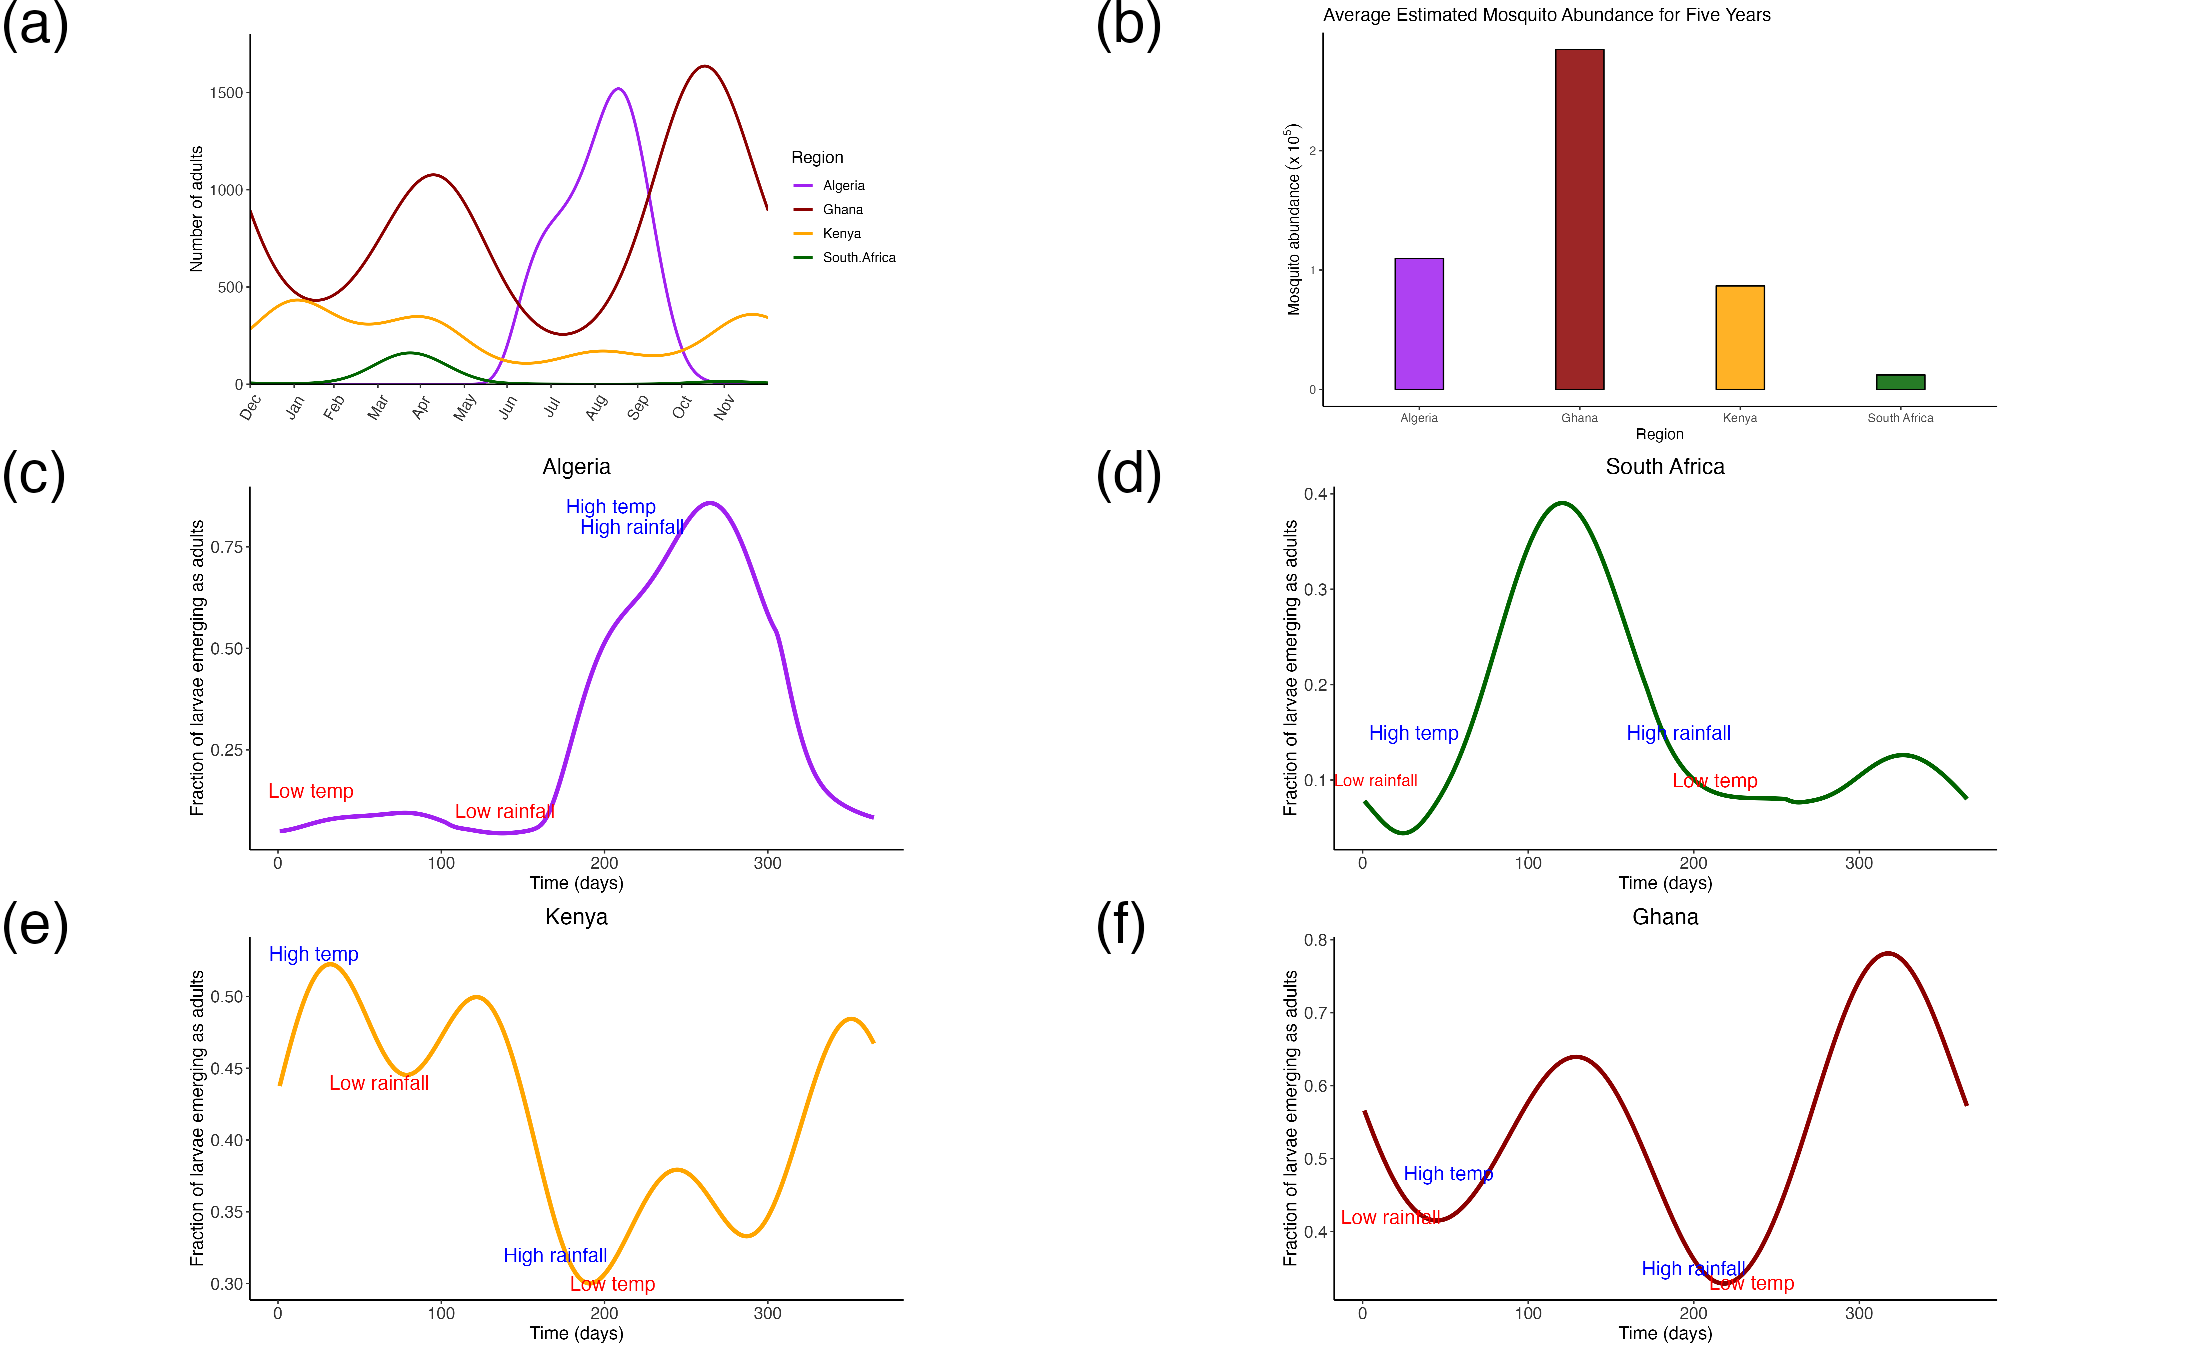 (a)
Number of adults
1500
1000
500
0
Dec
Jan
Feb
Mar
Apr
May
Jun
Jul
Aug
Sep
Oct
Nov
Region
Algeria
Ghana
Kenya
South.Africa
(b)
Average Estimated Mosquito Abundance for Five Years
Mosquito abundance (x 10⁵)
2
1
0
Algeria
Ghana
Kenya
South Africa
Region
(c)
Algeria
Fraction of larvae emerging as adults
0.75
0.50
0.25
High temp
High rainfall
Low temp
Low rainfall
0
100
200
300
Time (days)
(d)
South Africa
Fraction of larvae emerging as adults
0.4
0.3
0.2
0.1
High temp
High rainfall
Low rainfall
Low temp
0
100
200
300
Time (days)
(e)
Kenya
Fraction of larvae emerging as adults
0.50
0.45
0.40
0.35
0.30
High temp
Low rainfall
High rainfall
Low temp
0
100
200
300
Time (days)
(f)
Ghana
Fraction of larvae emerging as adults
0.8
0.7
0.6
0.5
0.4
High temp
Low rainfall
High rainfall
Low temp
0
100
200
300
Time (days)